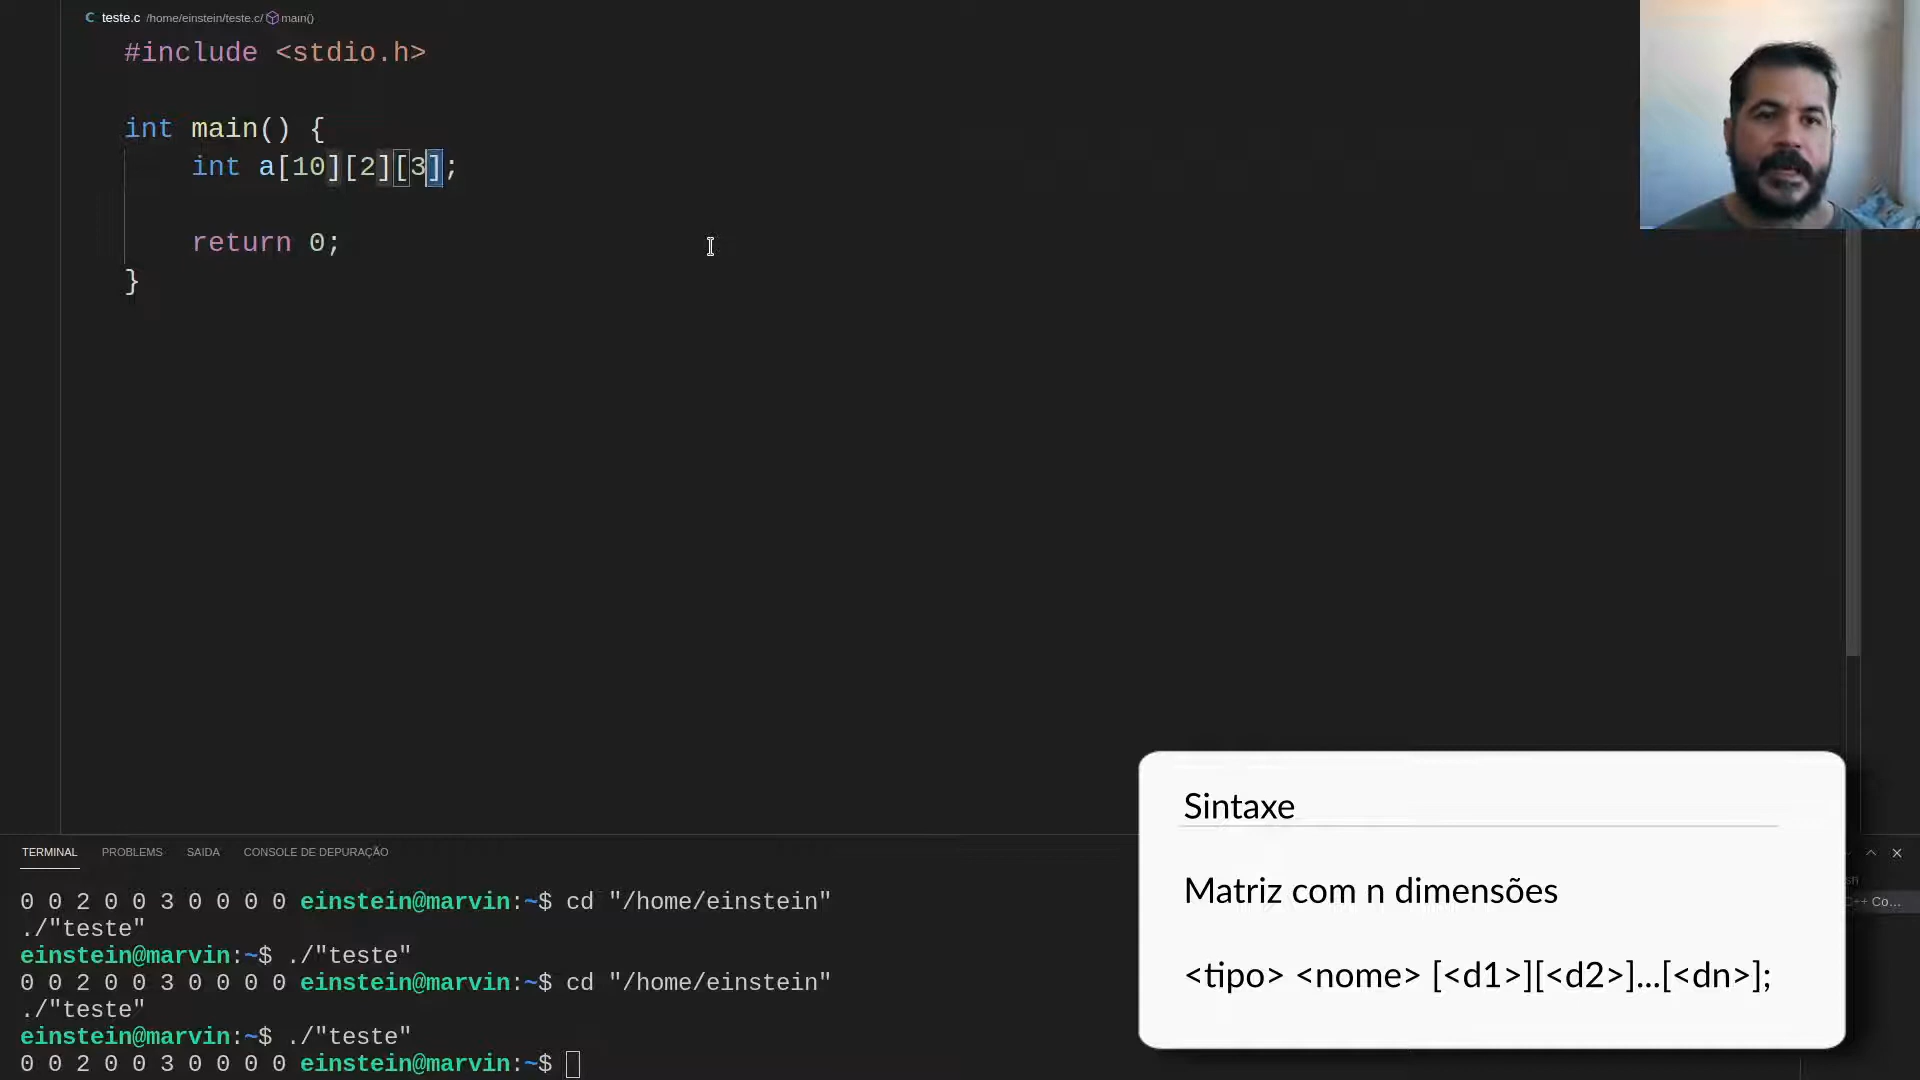 C teste.c /home/einstein/teste.c/ main()
#include <stdio.h>
int main() {
int a[10][2][3];
return 0;
}
TERMINAL PROBLEMS SAIDA CONSOLE DE DEPURAÇÃO
0 0 2 0 0 3 0 0 0 0 einstein@marvin:~$ cd "/home/einstein"
./"teste"
einstein@marvin:~$ ./"teste"
0 0 2 0 0 3 0 0 0 0 einstein@marvin:~$ cd "/home/einstein"
./"teste"
einstein@marvin:~$ ./"teste"
0 0 2 0 0 3 0 0 0 0 einstein@marvin:~$
Sintaxe
Matriz com n dimensões
<tipo> <nome> [<d1>][<d2>]...[<dn>];
C++ Co...